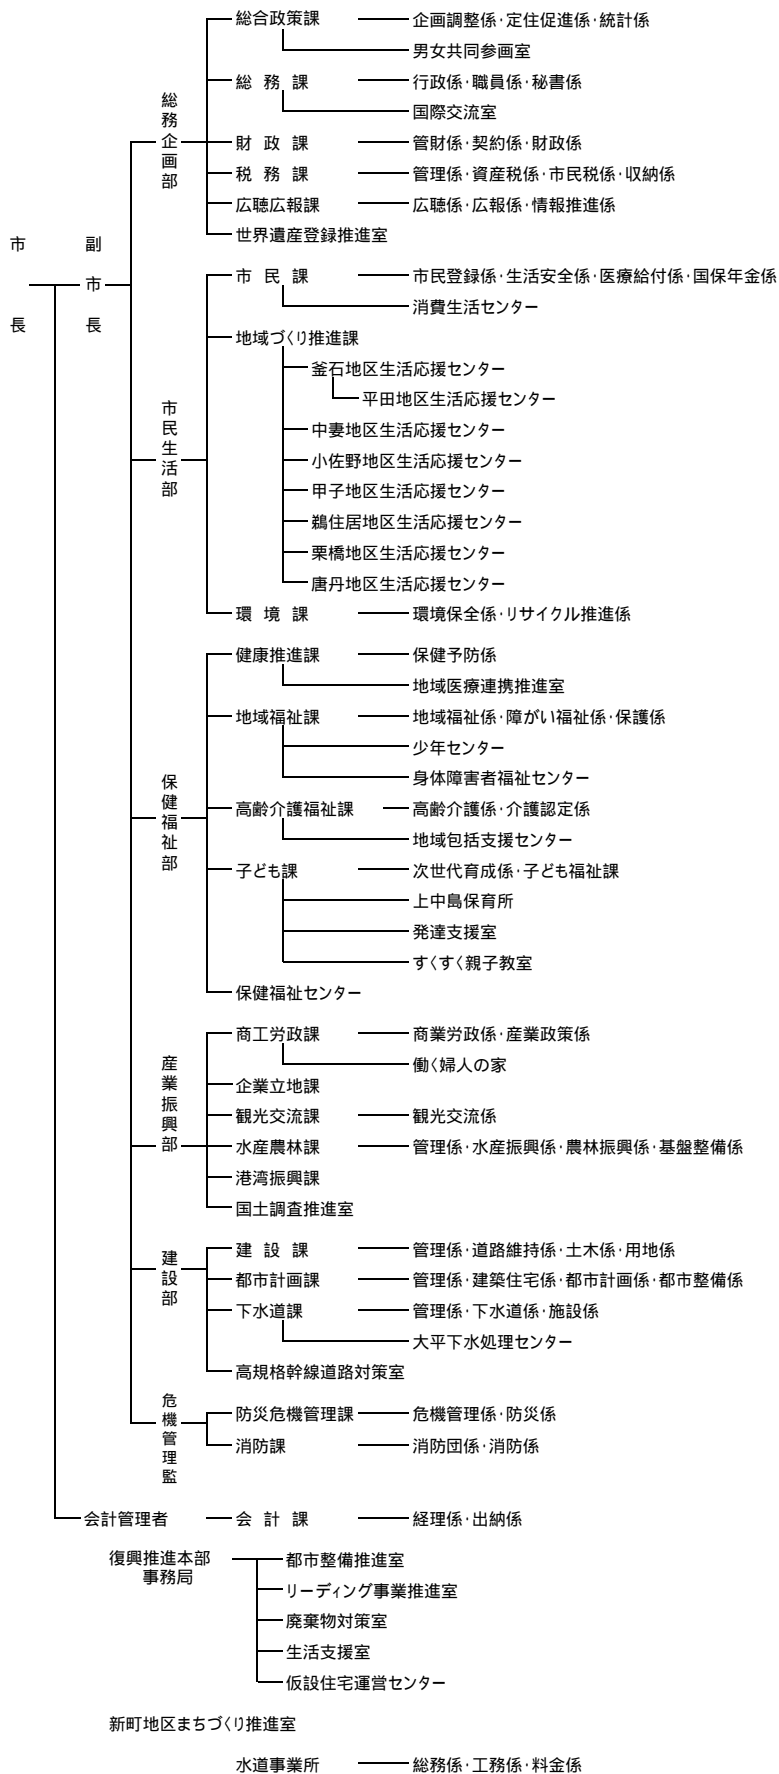 総合政策課 企画調整係・定住促進係・統計係
男女共同参画室
総務課 行政係・職員係・秘書係
国際交流室
総務企画部
財政課 管財係・契約係・財政係
税務課 管理係・資産税係・市民税係・収納係
広聴広報課 広聴係・広報係・情報推進係
世界遺産登録推進室
市長
副市長
市民課 市民登録係・生活安全係・医療給付係・国保年金係
消費生活センター
地域づくり推進課
釜石地区生活応援センター
平田地区生活応援センター
市民生活部
中妻地区生活応援センター
小佐野地区生活応援センター
甲子地区生活応援センター
鵜住居地区生活応援センター
栗橋地区生活応援センター
唐丹地区生活応援センター
環境課 環境保全係・リサイクル推進係
健康推進課 保健予防係
地域医療連携推進室
地域福祉課 地域福祉係・障がい福祉係・保護係
少年センター
身体障害者福祉センター
保健福祉部
高齢介護福祉課 高齢介護係・介護認定係
地域包括支援センター
子ども課 次世代育成係・子ども福祉課
上中島保育所
発達支援室
すくすく親子教室
保健福祉センター
商工労政課 商業労政係・産業政策係
働く婦人の家
産業振興部
企業立地課
観光交流課 観光交流係
水産農林課 管理係・水産振興係・農林振興係・基盤整備係
港湾振興課
国土調査推進室
建設部
建設課 管理係・道路維持係・土木係・用地係
都市計画課 管理係・建築住宅係・都市計画係・都市整備係
下水道課 管理係・下水道係・施設係
大平下水処理センター
高規格幹線道路対策室
危機管理監
防災危機管理課 危機管理係・防災係
消防課 消防団係・消防係
会計管理者 会計課 経理係・出納係
復興推進本部
事務局
都市整備推進室
リーディング事業推進室
廃棄物対策室
生活支援室
仮設住宅運営センター
新町地区まちづくり推進室
水道事業所 総務係・工務係・料金係